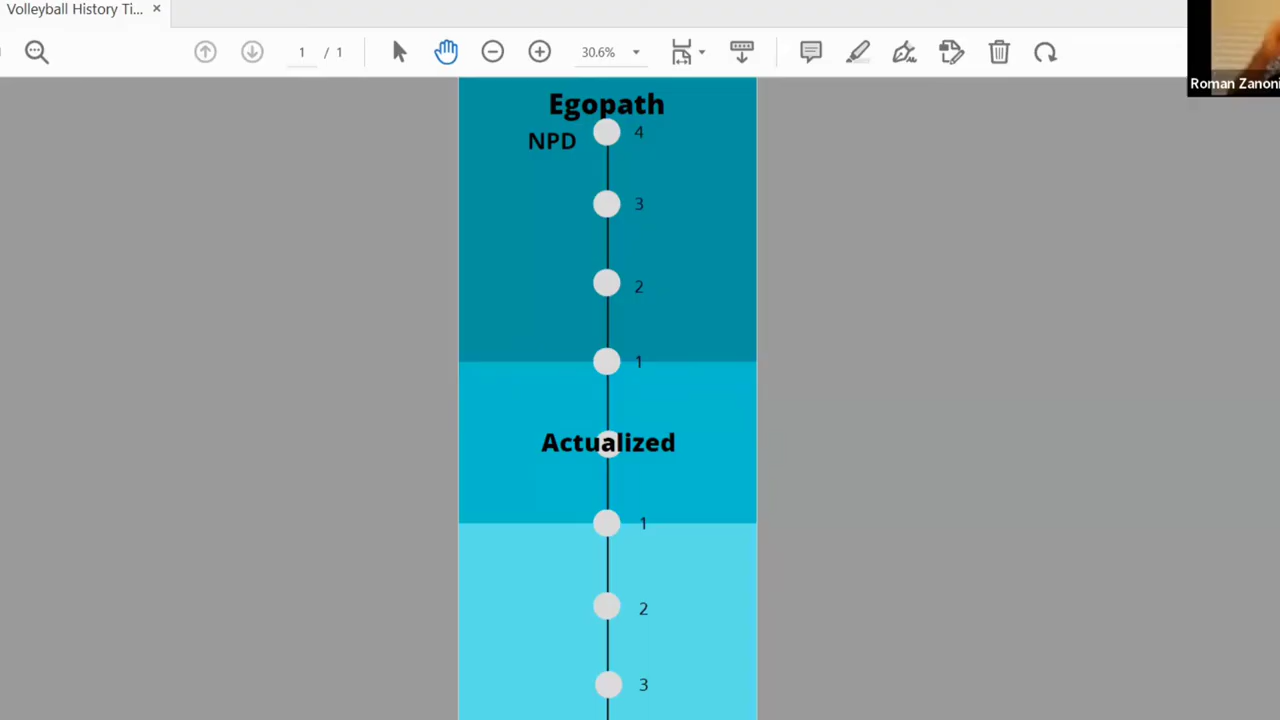 Volleyball History Ti...
1 / 1
30.6%
Roman Zanoni
Egopath
4
NPD
3
2
1
Actualized
1
2
3